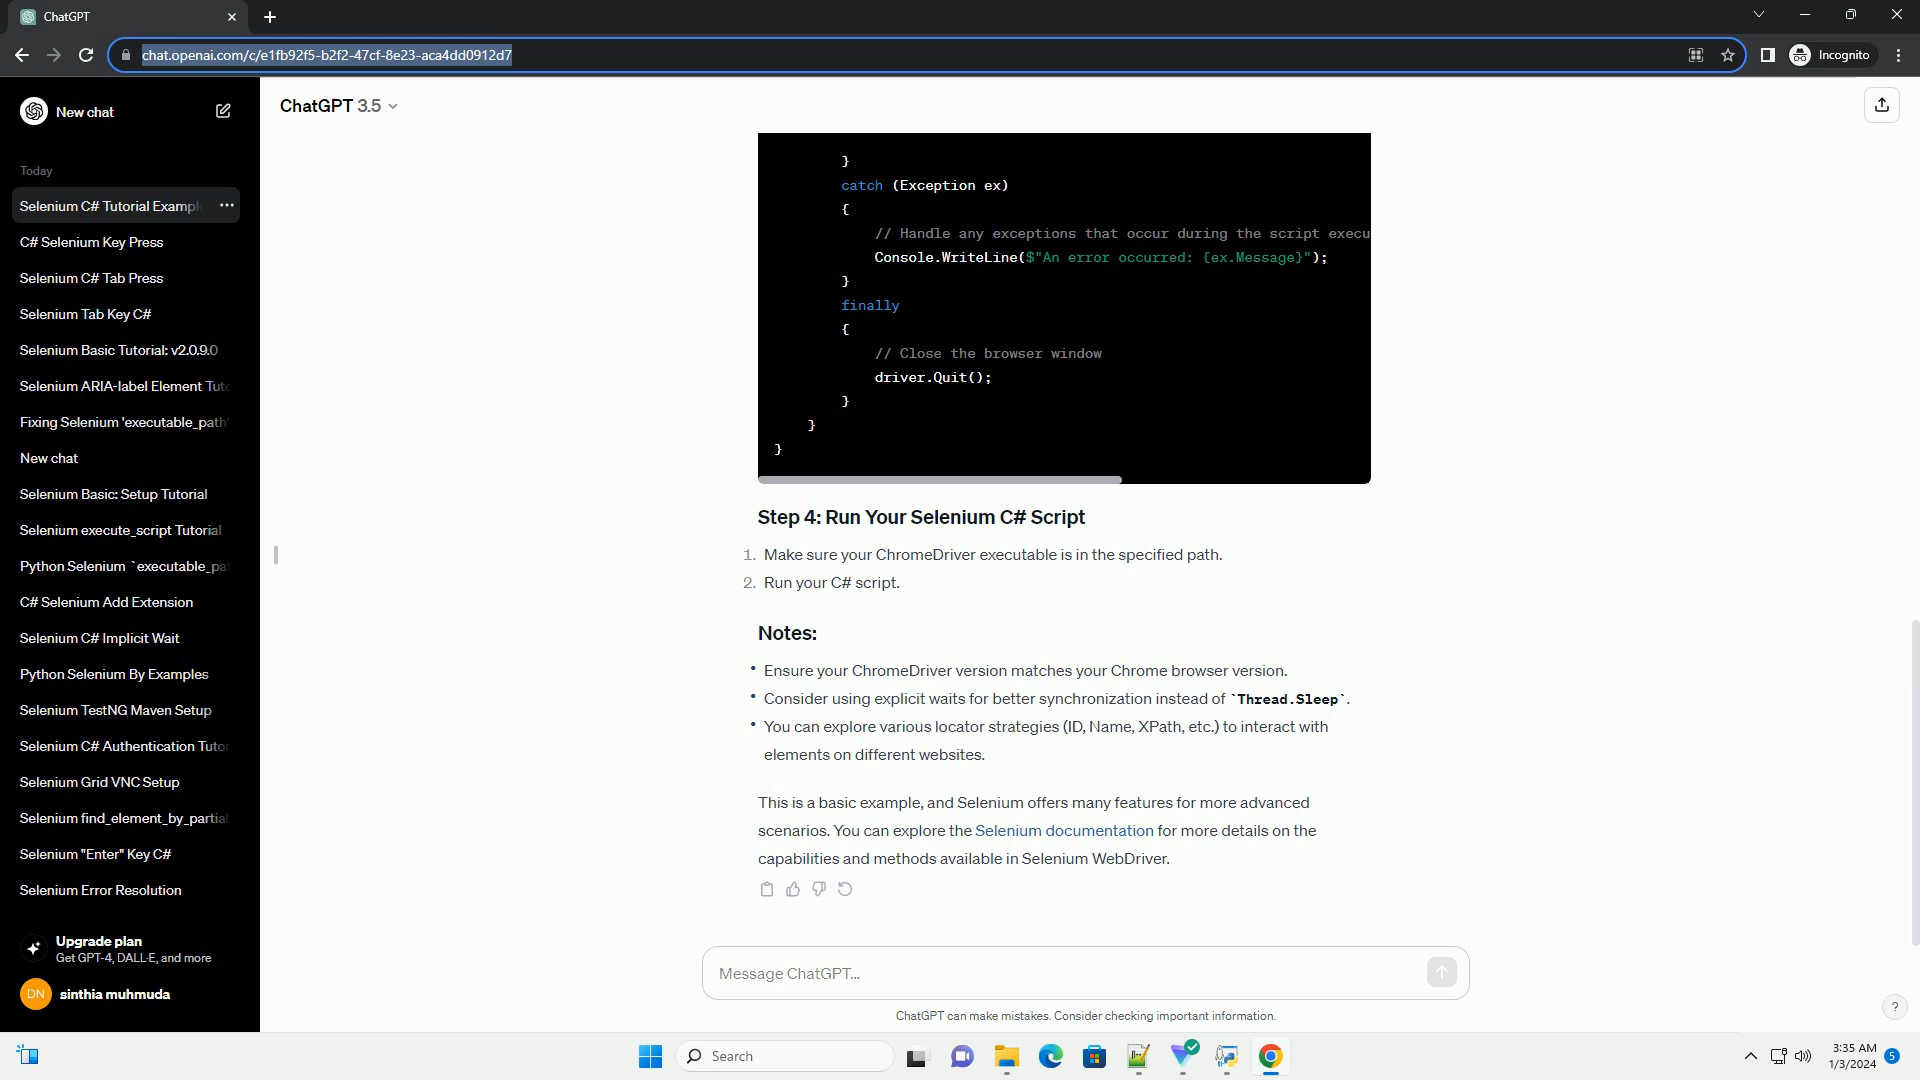 ChatGPT
chat.openai.com/c/e1fb92f5-b2f2-47cf-8e23-aca4dd0912d7
Incognito
New chat
Today
Selenium C# Tutorial Exampl
C# Selenium Key Press
Selenium C# Tab Press
Selenium Tab Key C#
Selenium Basic Tutorial: v2.0.9.0
Selenium ARIA-label Element Tuto
Fixing Selenium 'executable_path'
New chat
Selenium Basic: Setup Tutorial
Selenium execute_script Tutorial
Python Selenium `executable_pat
C# Selenium Add Extension
Selenium C# Implicit Wait
Python Selenium By Examples
Selenium TestNG Maven Setup
Selenium C# Authentication Tutor
Selenium Grid VNC Setup
Selenium find_element_by_partial
Selenium "Enter" Key C#
Selenium Error Resolution
Upgrade plan
Get GPT-4, DALL·E, and more
DN sinthia muhmuda
ChatGPT 3.5
}
catch (Exception ex)
{
// Handle any exceptions that occur during the script execu
Console.WriteLine($"An error occurred: {ex.Message}");
}
finally
{
// Close the browser window
driver.Quit();
}
}
}
Step 4: Run Your Selenium C# Script
1. Make sure your ChromeDriver executable is in the specified path.
2. Run your C# script.
Notes:
• Ensure your ChromeDriver version matches your Chrome browser version.
• Consider using explicit waits for better synchronization instead of `Thread.Sleep`.
• You can explore various locator strategies (ID, Name, XPath, etc.) to interact with
elements on different websites.
This is a basic example, and Selenium offers many features for more advanced
scenarios. You can explore the Selenium documentation for more details on the
capabilities and methods available in Selenium WebDriver.
Message ChatGPT...
ChatGPT can make mistakes. Consider checking important information.
?
Search
3:35 AM
1/3/2024
5